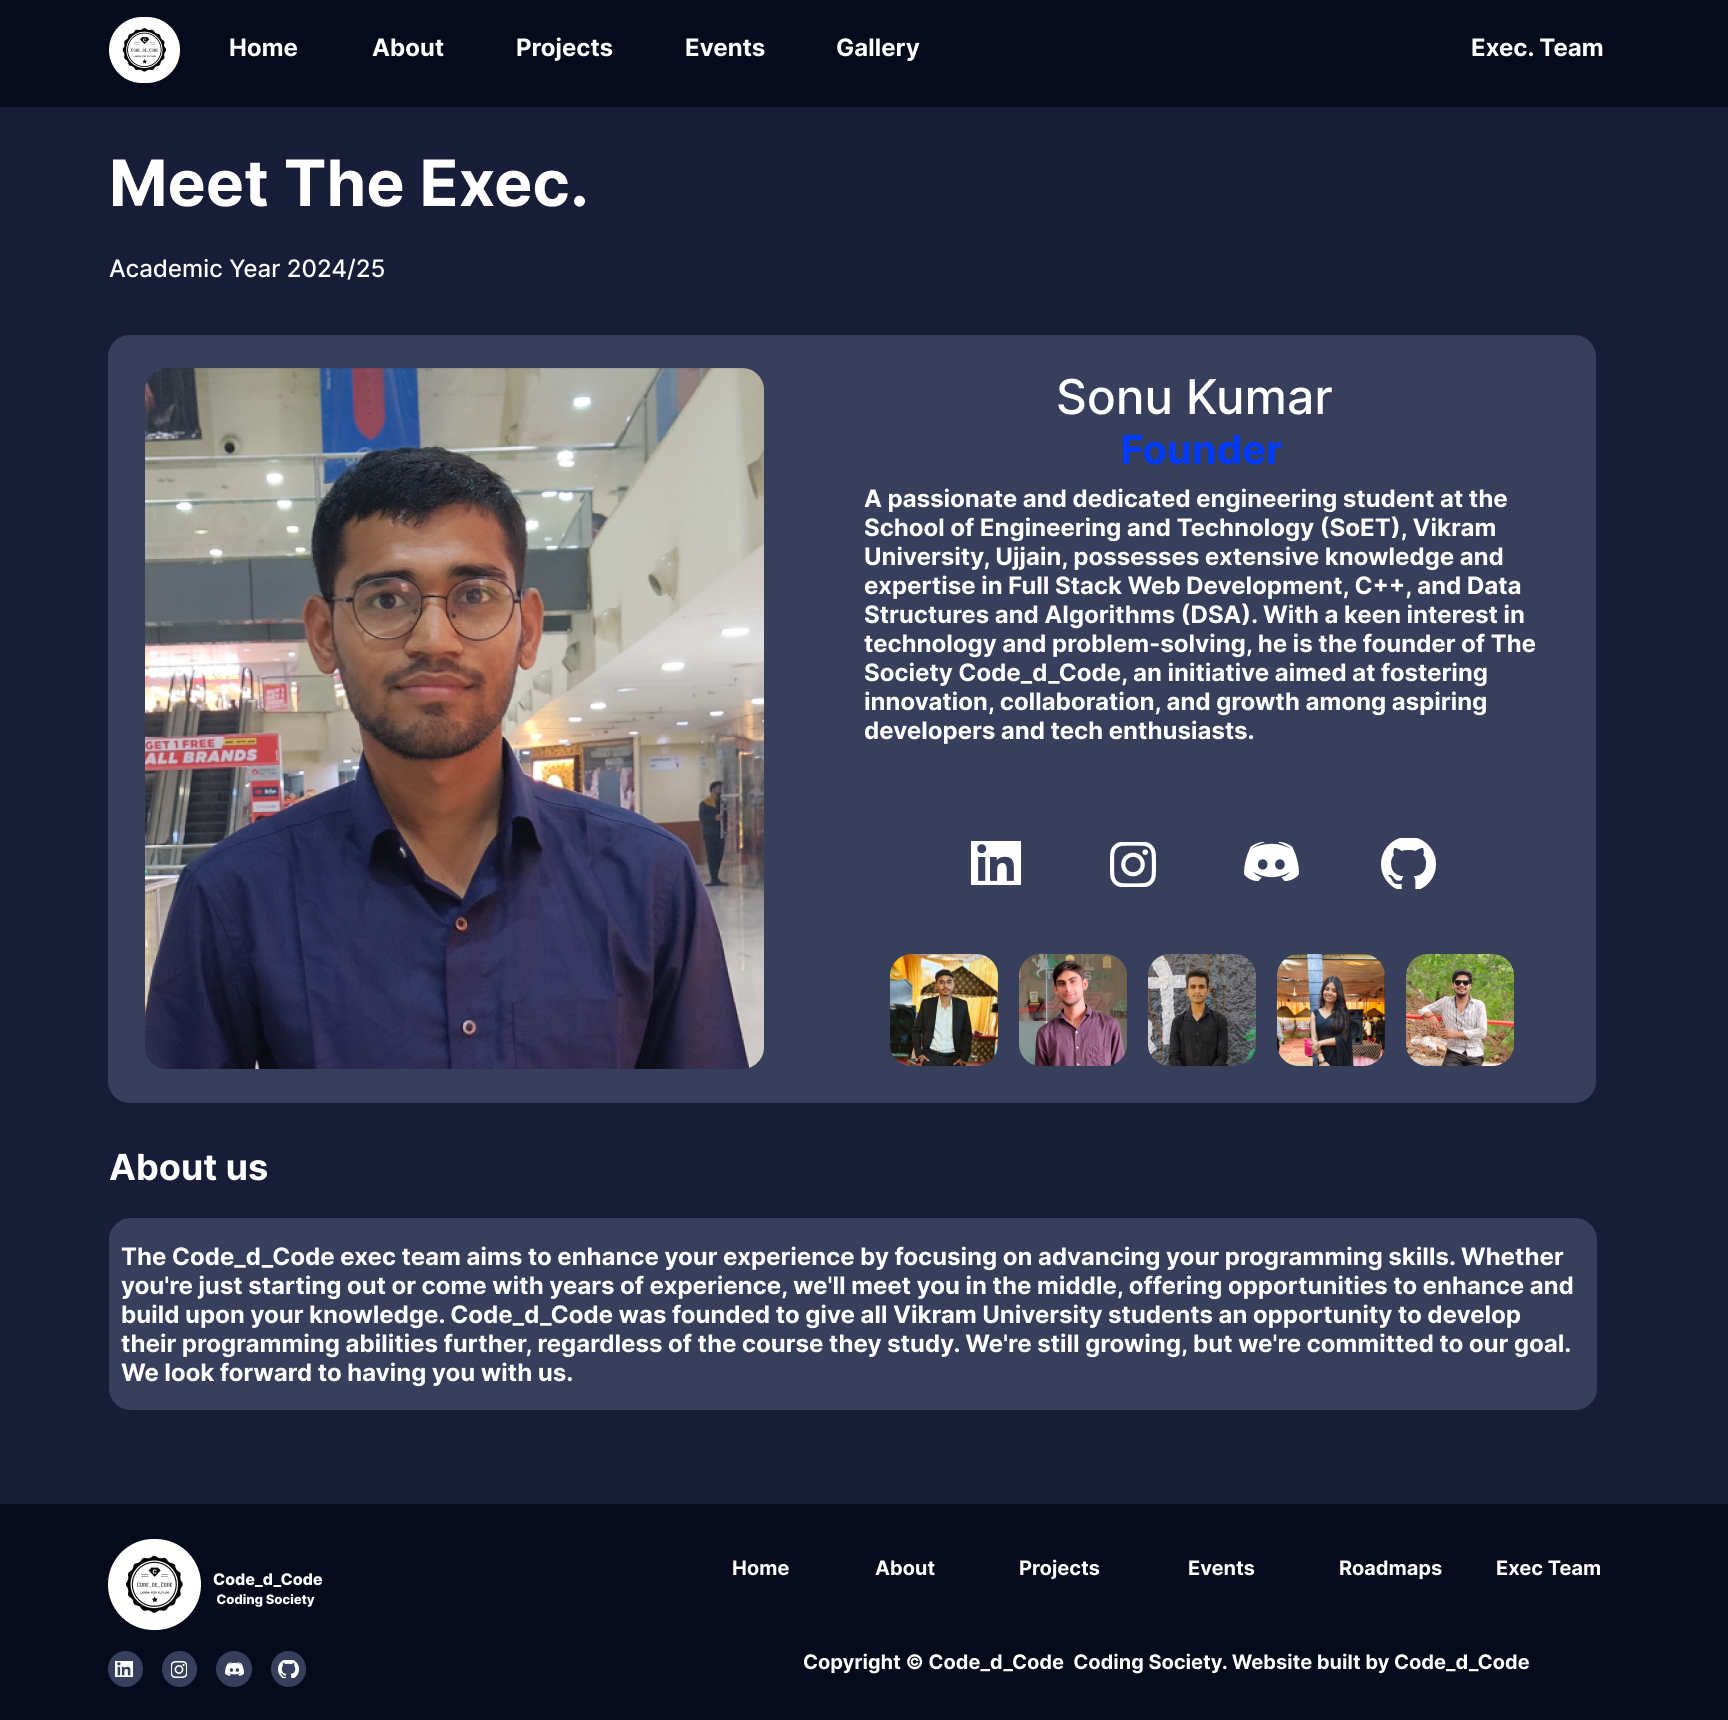 CODE_DE_CODE
Home
About
Projects
Events
Gallery
Exec. Team
Meet The Exec.
Academic Year 2024/25
GET 1 FREE
ALL BRANDS
Sonu Kumar
Founder
A passionate and dedicated engineering student at the
School of Engineering and Technology (SoET), Vikram
University, Ujjain, possesses extensive knowledge and
expertise in Full Stack Web Development, C++, and Data
Structures and Algorithms (DSA). With a keen interest in
technology and problem-solving, he is the founder of The
Society Code_d_Code, an initiative aimed at fostering
innovation, collaboration, and growth among aspiring
developers and tech enthusiasts.
About us
The Code_d_Code exec team aims to enhance your experience by focusing on advancing your programming skills. Whether
you're just starting out or come with years of experience, we'll meet you in the middle, offering opportunities to enhance and
build upon your knowledge. Code_d_Code was founded to give all Vikram University students an opportunity to develop
their programming abilities further, regardless of the course they study. We're still growing, but we're committed to our goal.
We look forward to having you with us.
CODE_DE_CODE
LEARN FOR FUTURE
Code_d_Code
Coding Society
Home
About
Projects
Events
Roadmaps
Exec Team
Copyright © Code_d_Code  Coding Society. Website built by Code_d_Code